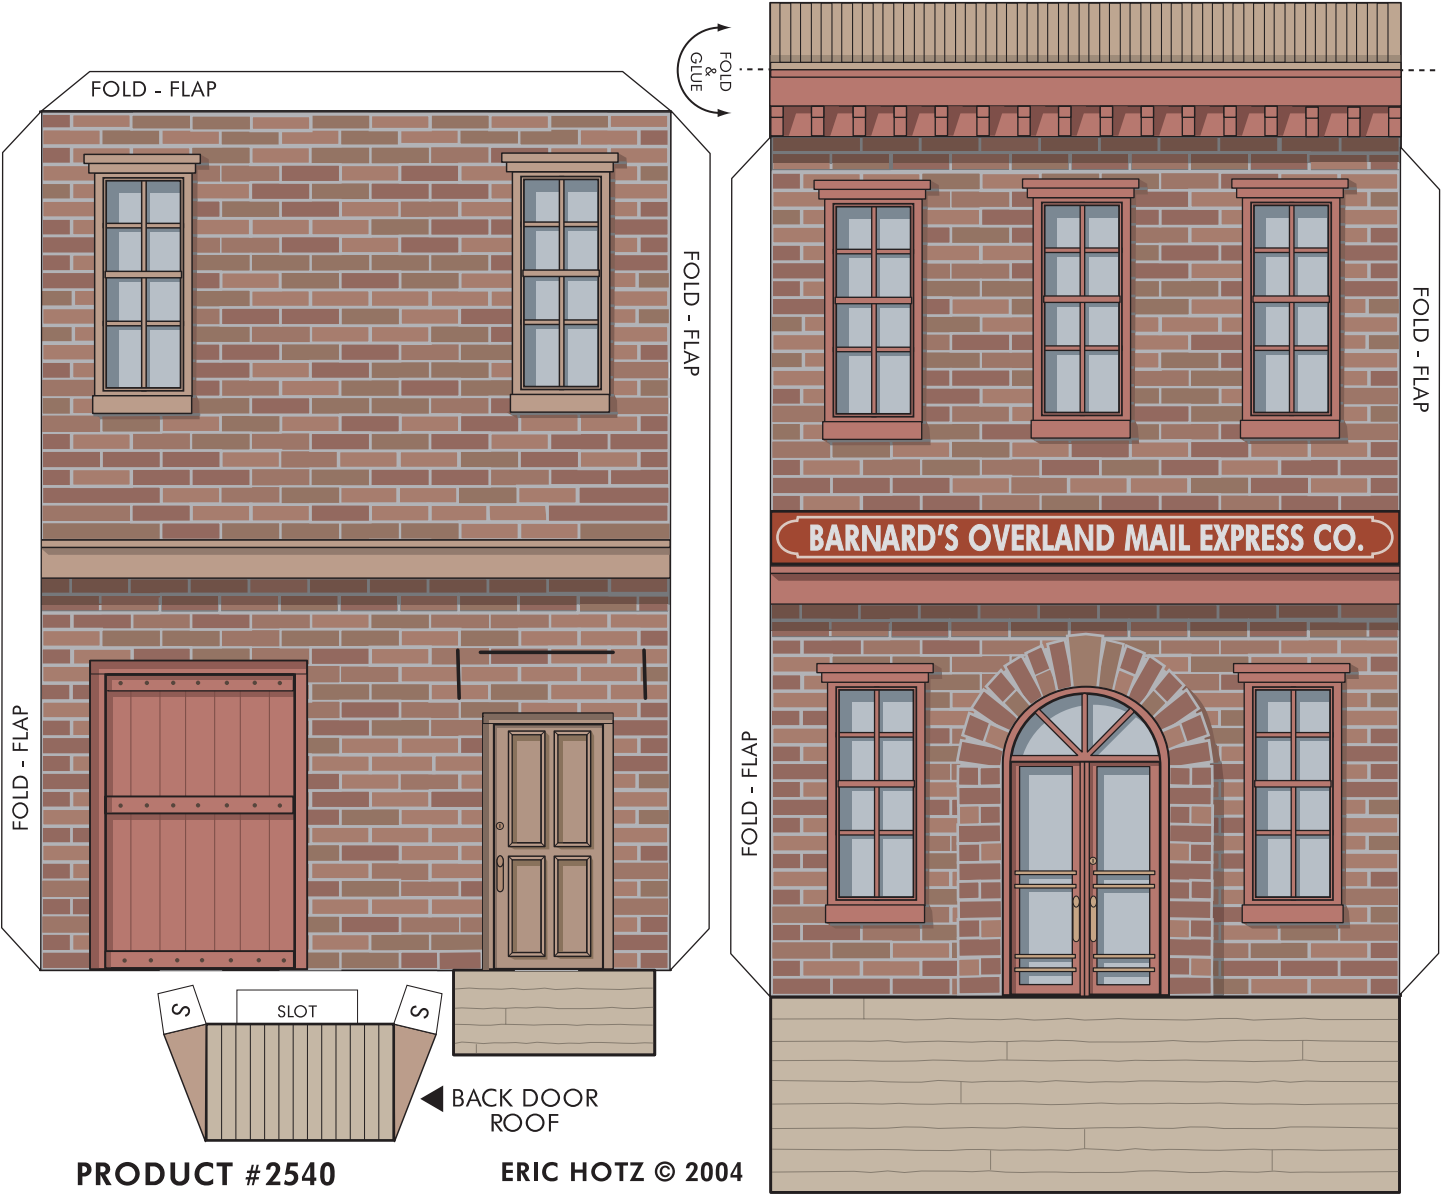 FOLD - FLAP
FOLD
&
GLUE
FOLD - FLAP
FOLD - FLAP
BARNARD'S OVERLAND MAIL EXPRESS CO.
FOLD - FLAP
FOLD - FLAP
S
SLOT
S
BACK DOOR
ROOF
PRODUCT #2540
ERIC HOTZ © 2004